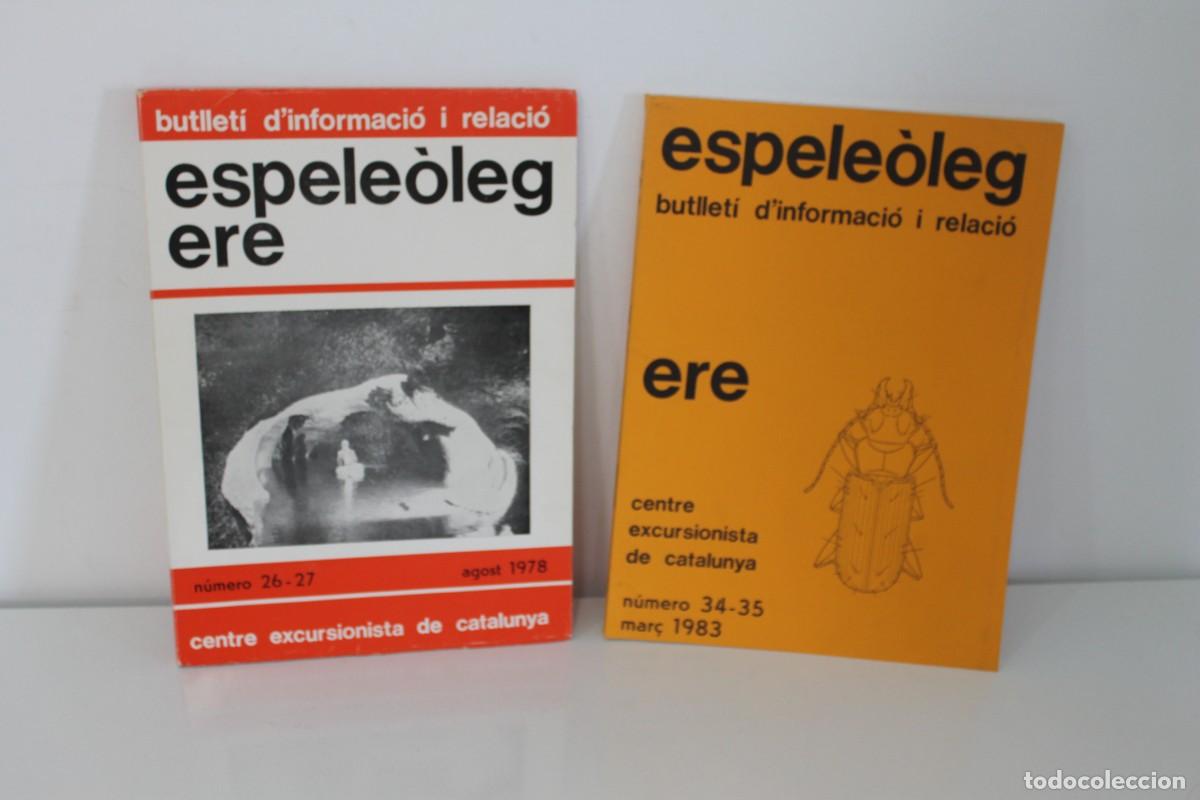 butlletí d'informació i relació
espeleòleg
ere
número 26-27 agost 1978
centre excursionista de catalunya
espeleòleg
butlletí d'informació i relació
ere
centre
excursionista
de catalunya
número 34-35
març 1983
todocoleccion